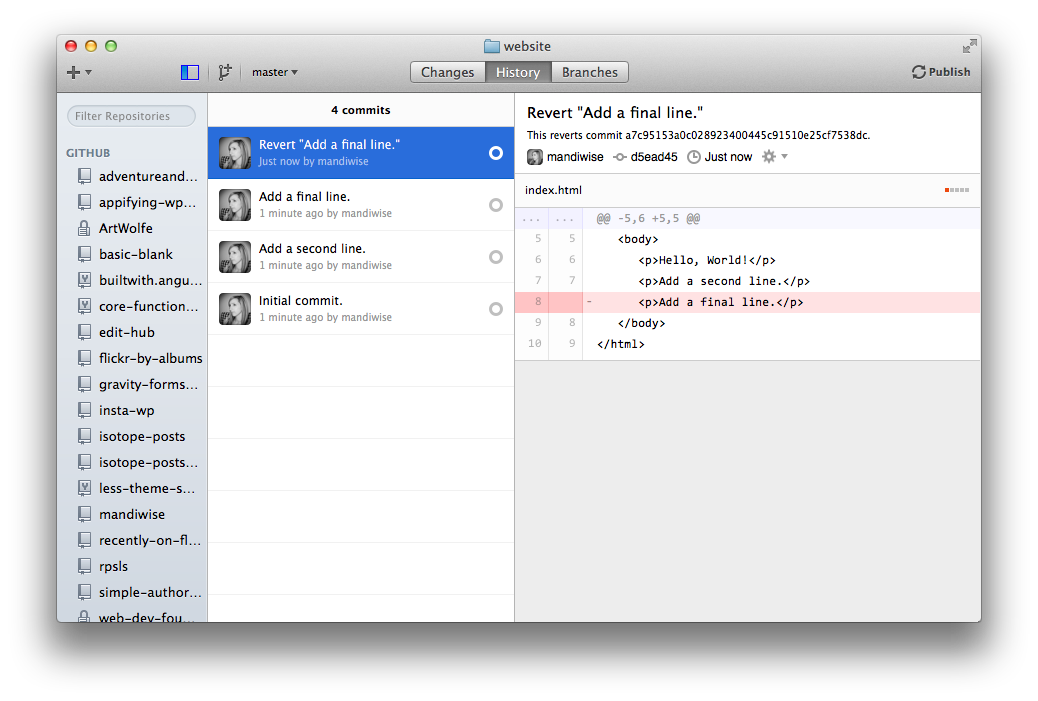 website
master
Changes
History
Branches
Publish
Filter Repositories
GITHUB
adventureand...
appifying-wp...
ArtWolfe
basic-blank
builtwith.angu...
core-function...
edit-hub
flickr-by-albums
gravity-forms...
insta-wp
isotope-posts
isotope-posts...
less-theme-s...
mandiwise
recently-on-fl...
rpsls
simple-author...
web-dev-fou...
4 commits
Revert "Add a final line."
Just now by mandiwise
Add a final line.
1 minute ago by mandiwise
Add a second line.
1 minute ago by mandiwise
Initial commit.
1 minute ago by mandiwise
Revert "Add a final line."
This reverts commit a7c95153a0c028923400445c91510e25cf7538dc.
mandiwise d5ead45 Just now
index.html
... ... @@ -5,6 +5,5 @@
5 5 <body>
6 6 <p>Hello, World!</p>
7 7 <p>Add a second line.</p>
8 - <p>Add a final line.</p>
9 8 </body>
10 9 </html>